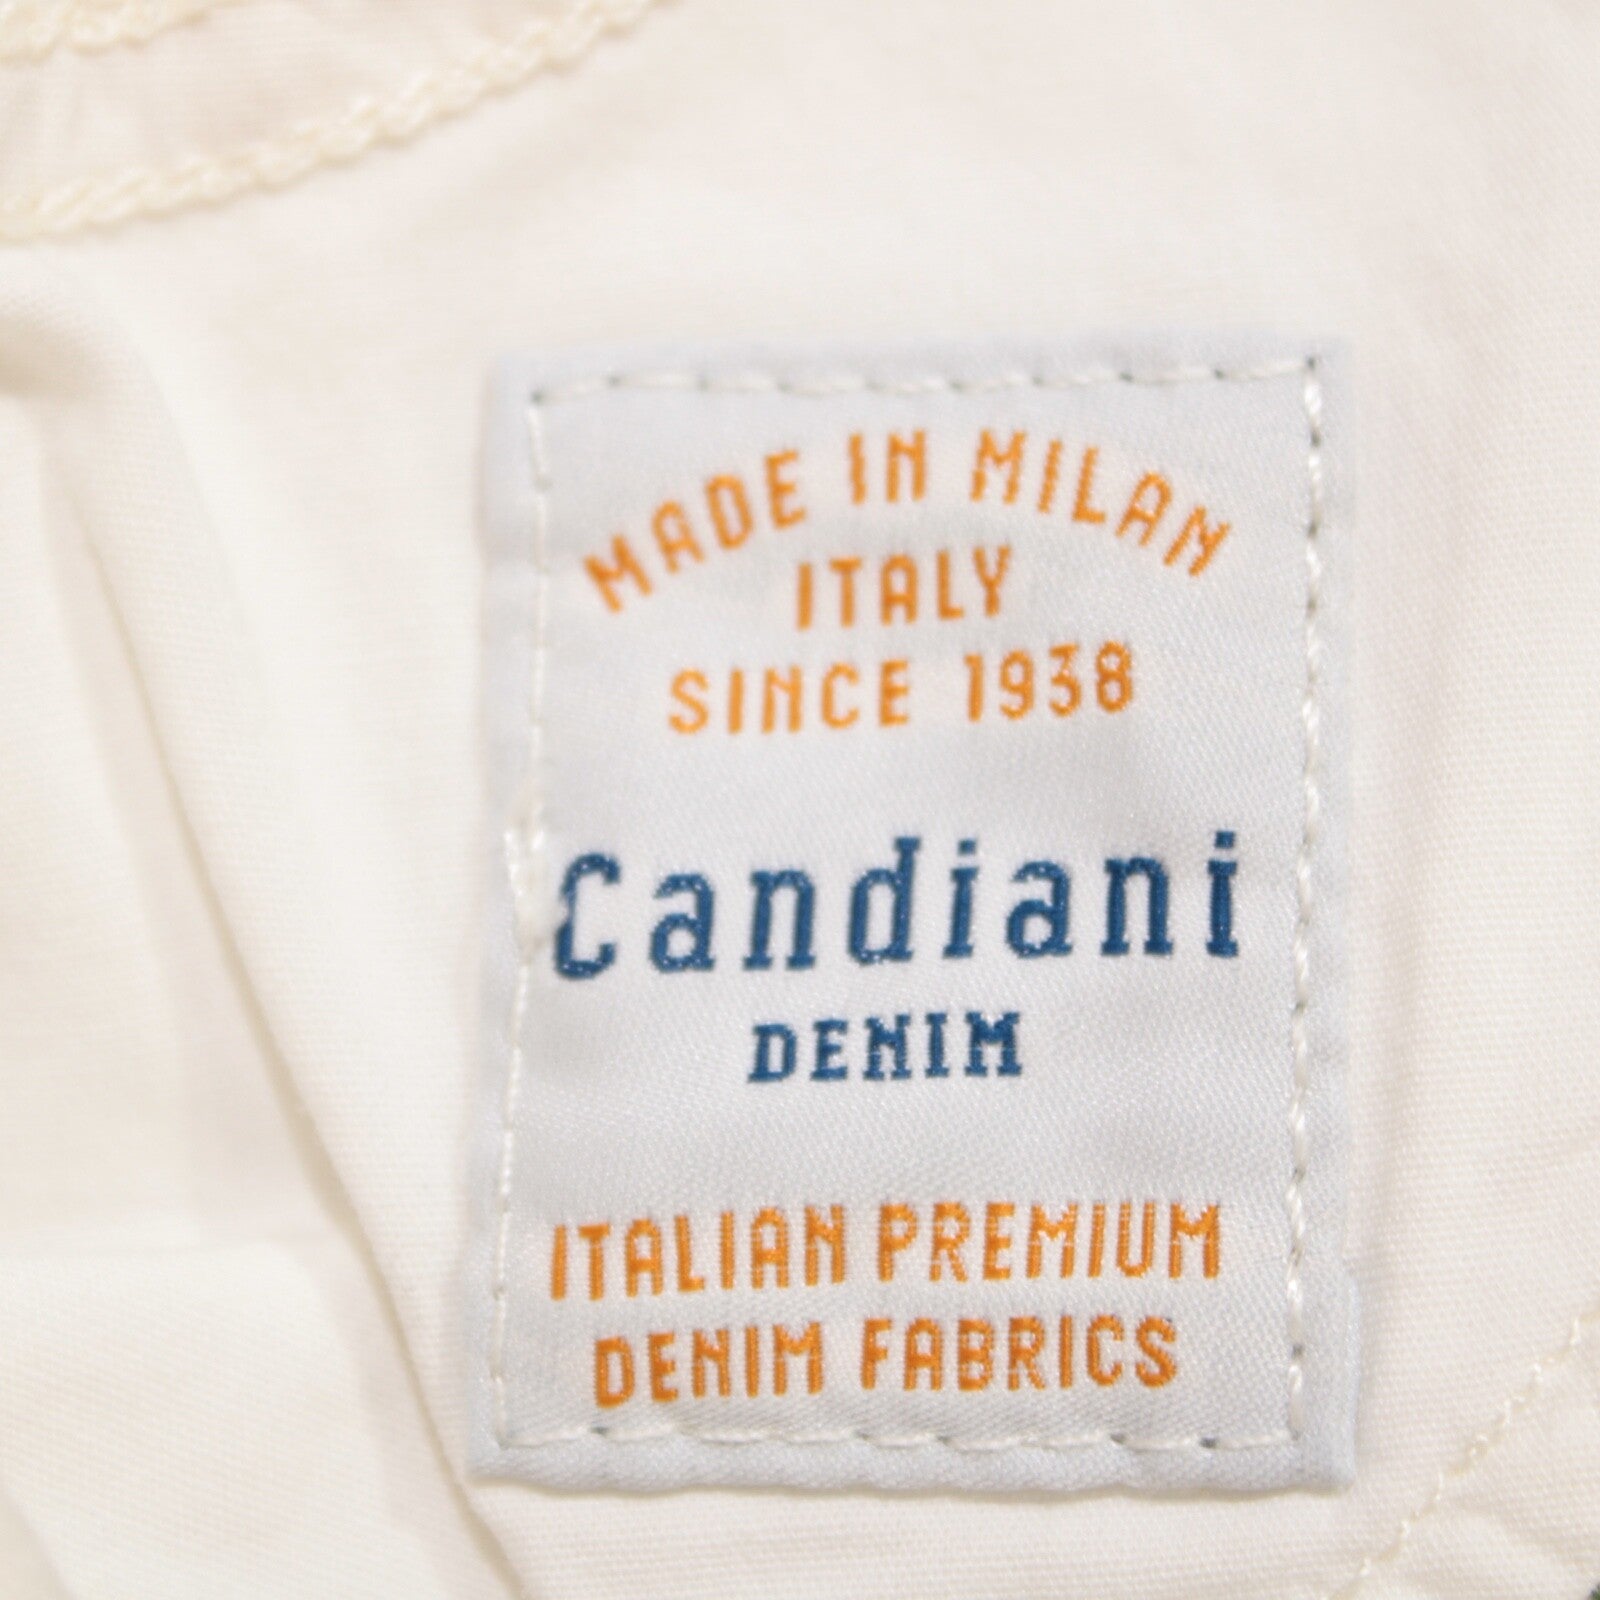 MADE IN MILAN
ITALY
SINCE 1938
Candiani
DENIM
ITALIAN PREMIUM
DENIM FABRICS